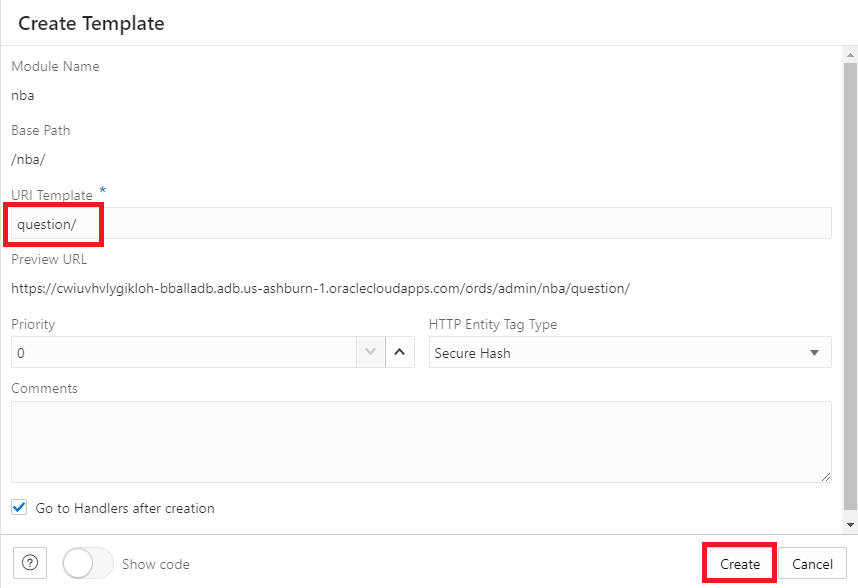 Create Template
Module Name
nba
Base Path
/nba/
URI Template *
question/
Preview URL
https://cwiuvhvlygikloh-bballadb.adb.us-ashburn-1.oraclecloudapps.com/ords/admin/nba/question/
Priority HTTP Entity Tag Type
0 Secure Hash
Comments
Go to Handlers after creation
? Show code Create Cancel